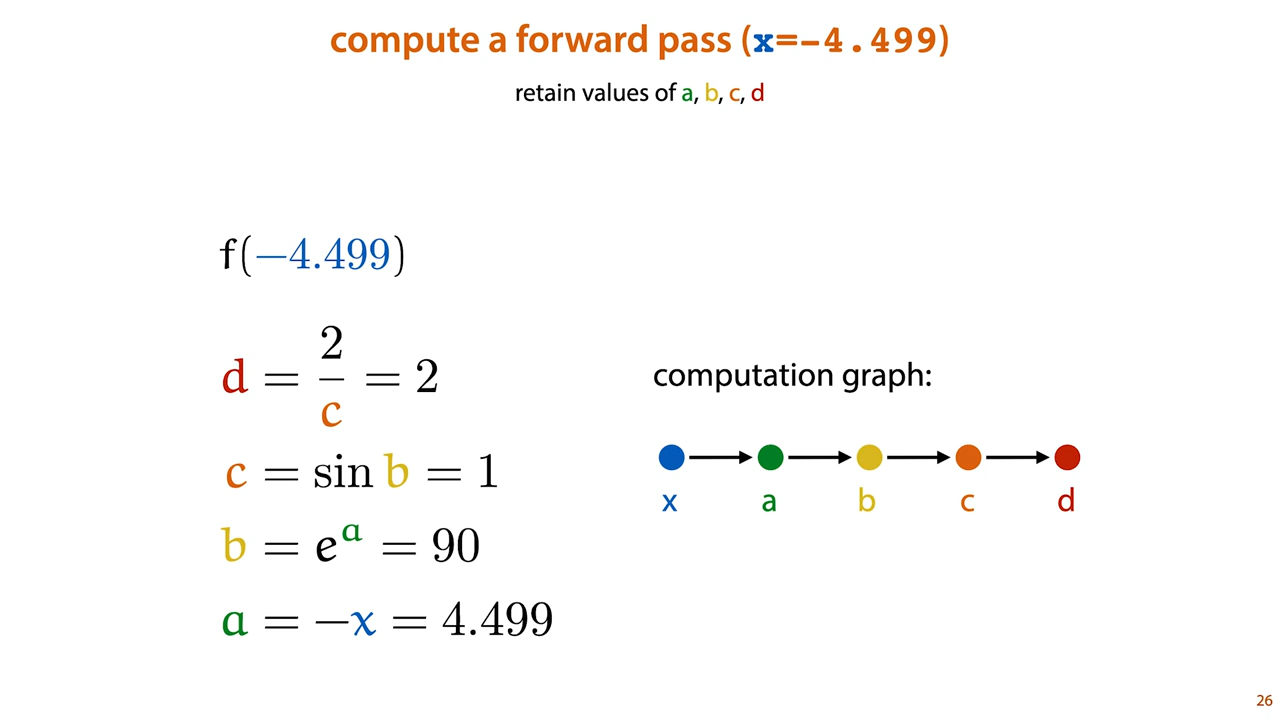 compute a forward pass (x=-4.499)
retain values of a, b, c, d
f(−4.499)
d = 2/c = 2
computation graph:
c = sin b = 1
x a b c d
b = e^a = 90
a = −x = 4.499
26